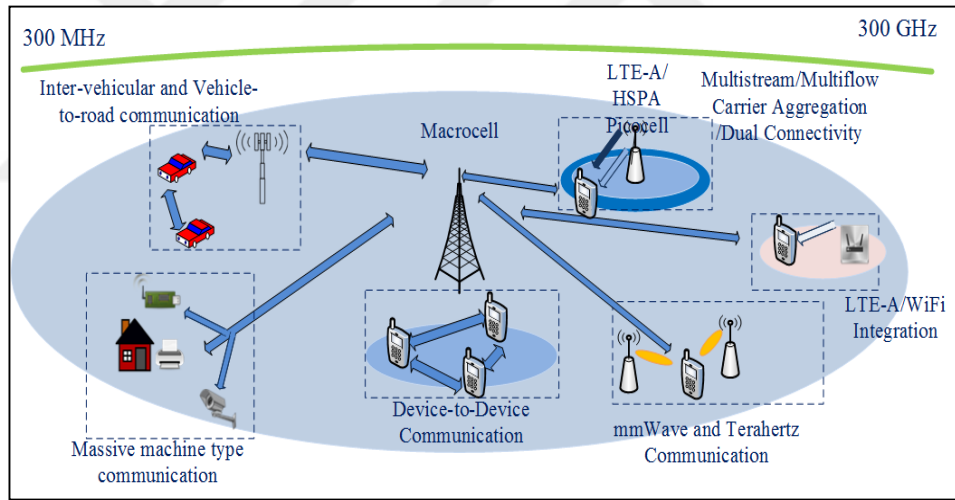 300 MHz
300 GHz
Inter-vehicular and Vehicle-
to-road communication
Macrocell
LTE-A/
HSPA
Picocell
Multistream/Multiflow
Carrier Aggregation
/Dual Connectivity
LTE-A/WiFi
Integration
Device-to-Device
Communication
mmWave and Terahertz
Communication
Massive machine type
communication